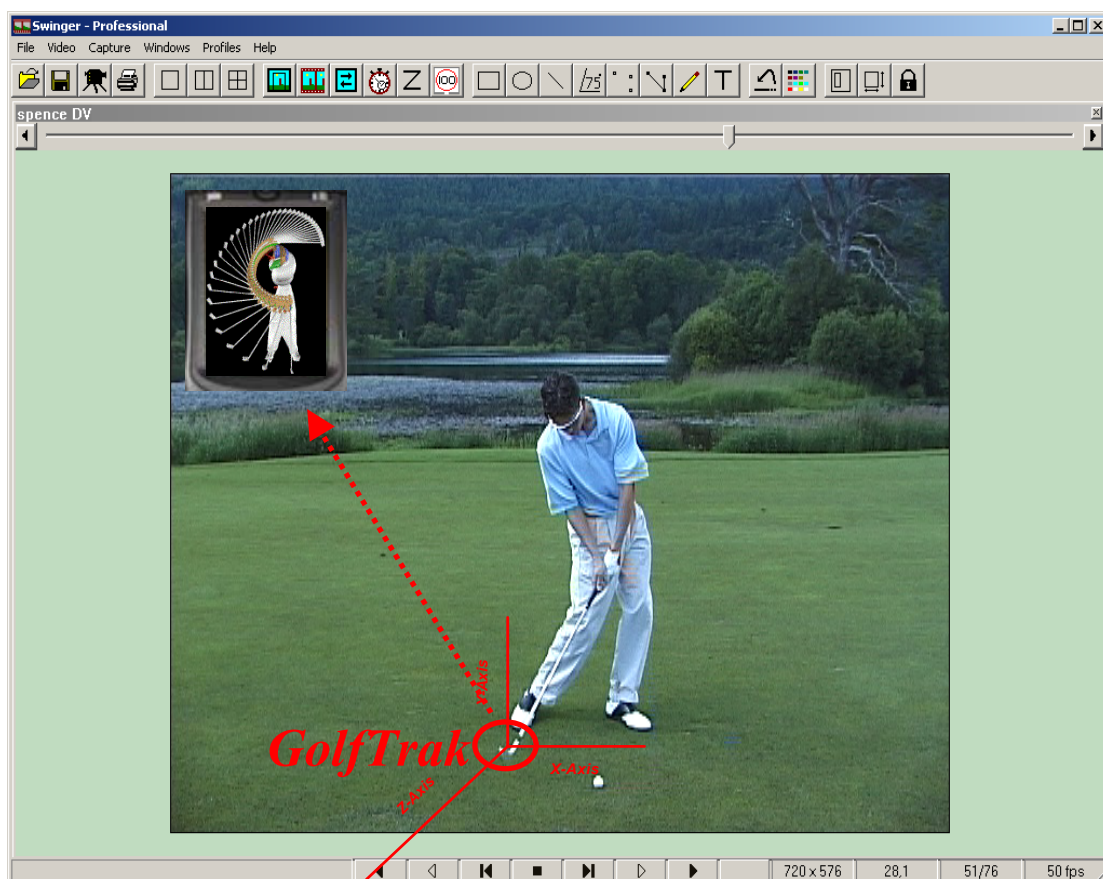 Swinger - Professional
File Video Capture Windows Profiles Help
100 75 T
spence DV
Y-Axis
GolfTrak
X-Axis
Z-Axis
720 x 576 28,1 51/76 50 fps